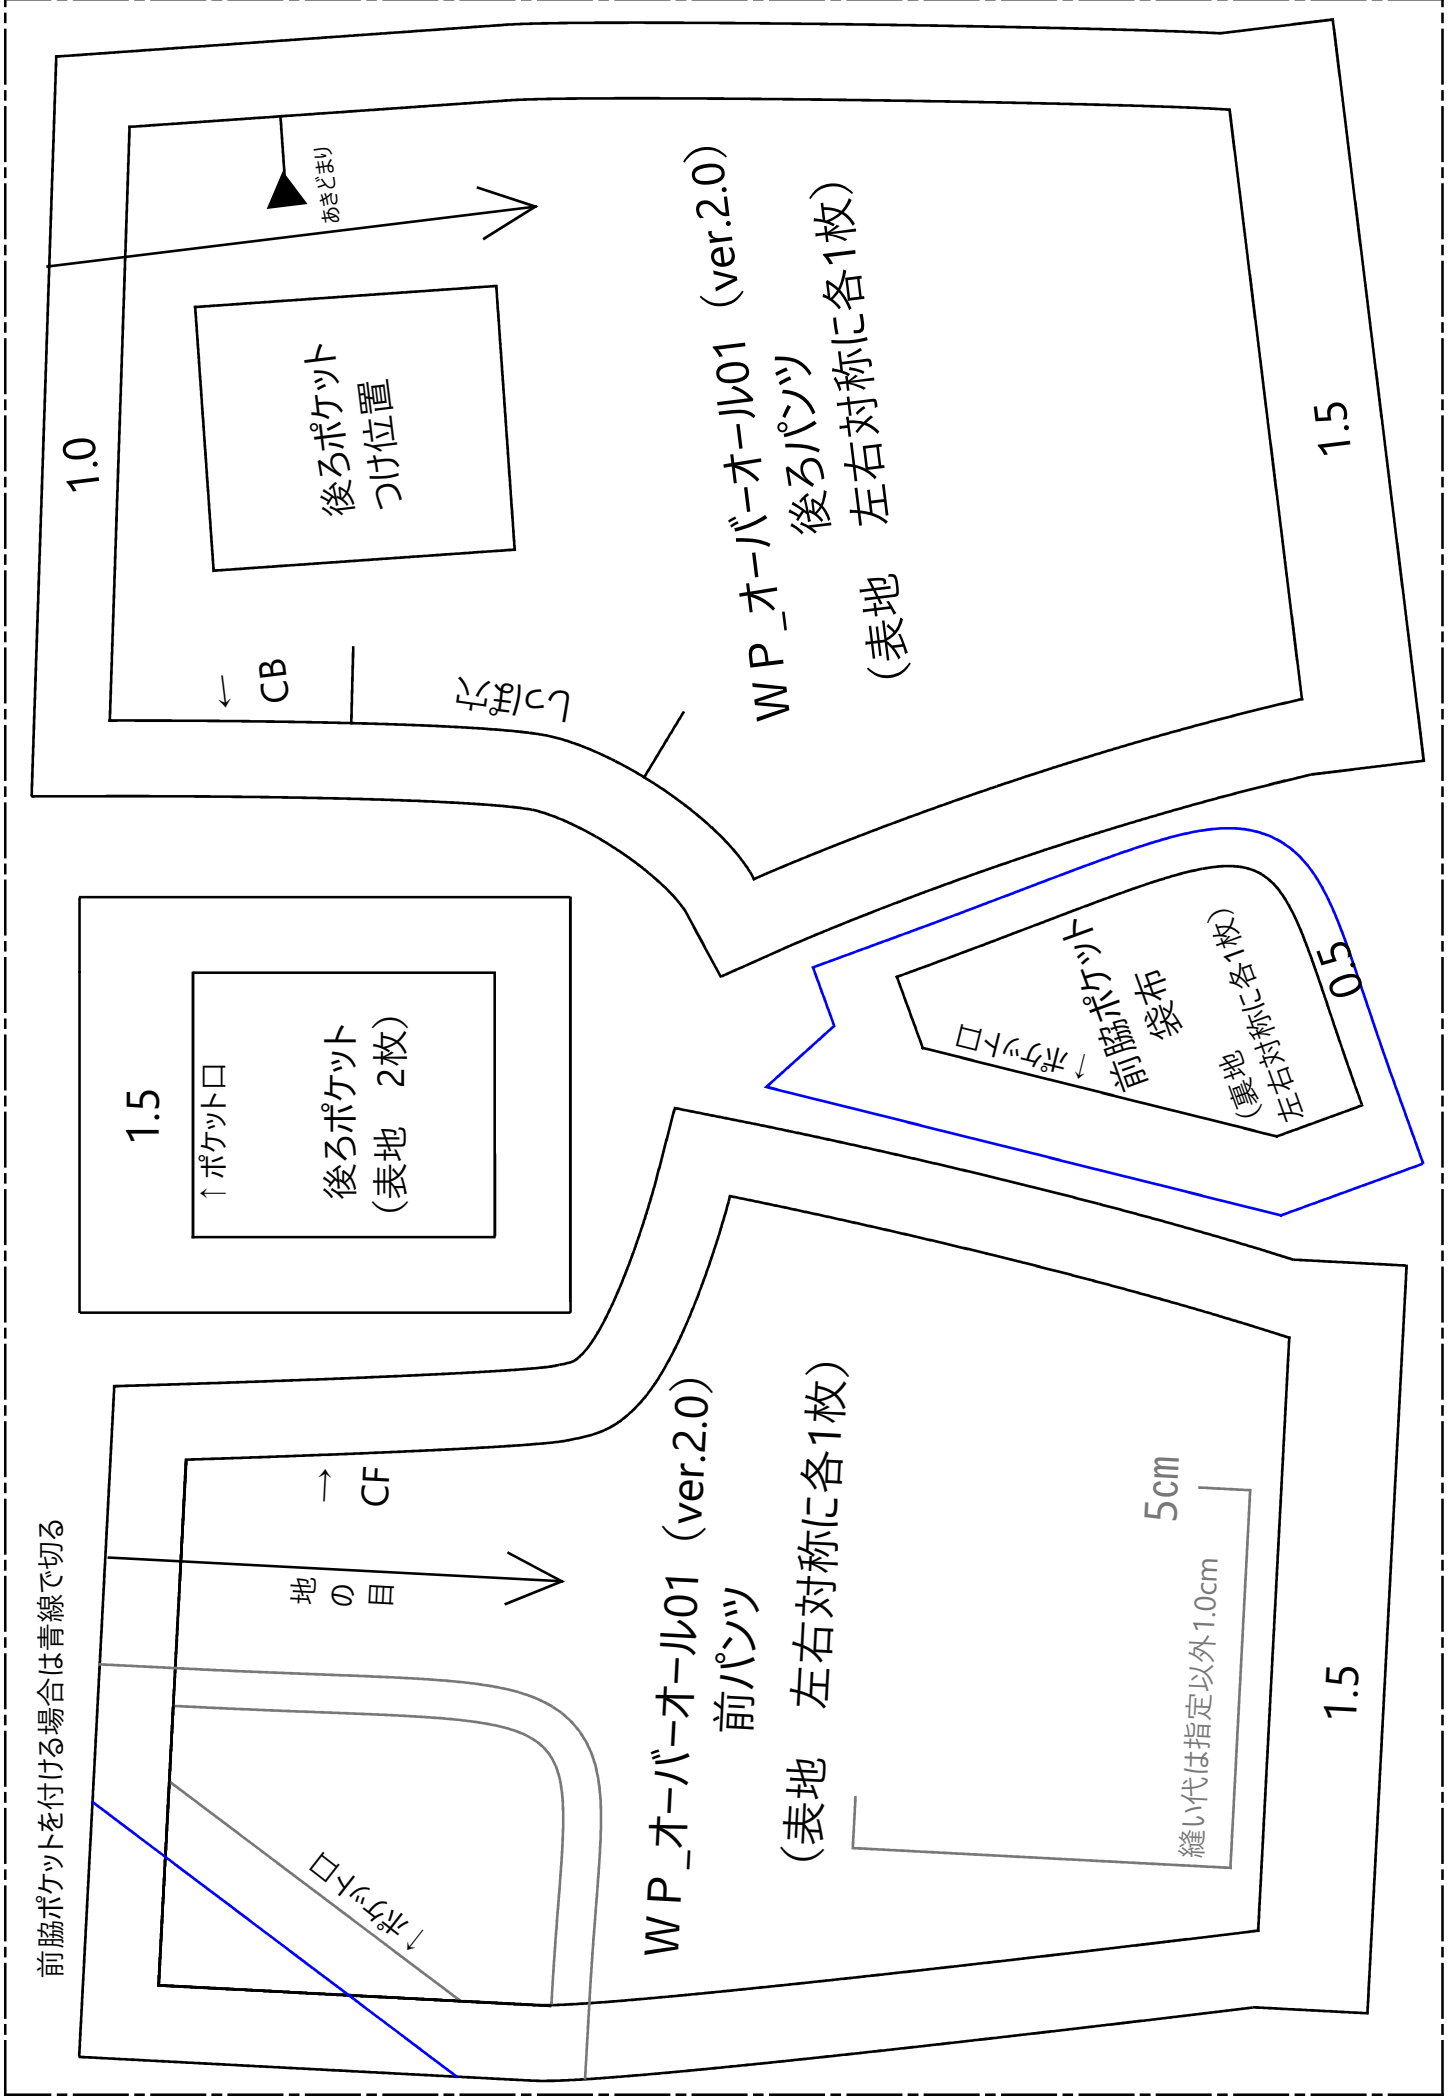 1.0
あきどまり
後ろポケット
つけ位置
← CB
しっぽ穴
ＷＰ_オーバーオール01（ver.2.0）
後ろパンツ
（表地　左右対称に各1枚）
1.5
1.5
↑ポケット口
後ろポケット
（表地　2枚）
↑ポケット口
前脇ポケット
袋布
（裏地
左右対称に各1枚）
0.5
前脇ポケットを付ける場合は青線で切る
→
CF
地の目
↑ポケット口
ＷＰ_オーバーオール01（ver.2.0）
前パンツ
（表地　左右対称に各1枚）
5cm
縫い代は指定以外1.0cm
1.5